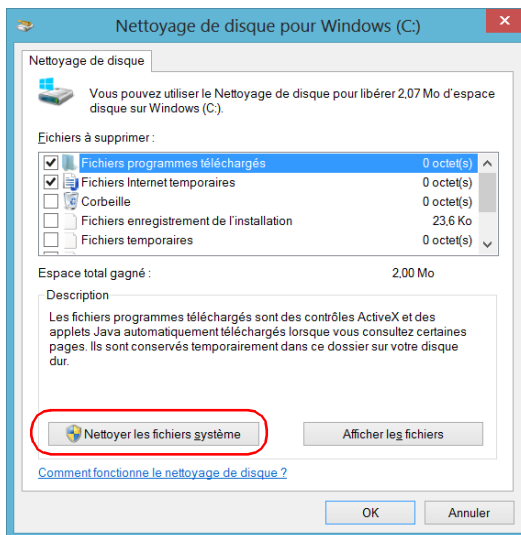 Nettoyage de disque pour Windows (C:)
Nettoyage de disque
Vous pouvez utiliser le Nettoyage de disque pour libérer 2,07 Mo d'espace
disque sur Windows (C:).
Fichiers à supprimer :
Fichiers programmes téléchargés 0 octet(s)
Fichiers Internet temporaires 0 octet(s)
Corbeille 0 octet(s)
Fichiers enregistrement de l'installation 23,6 Ko
Fichiers temporaires 0 octet(s)
Espace total gagné : 2,00 Mo
Description
Les fichiers programmes téléchargés sont des contrôles ActiveX et des
applets Java automatiquement téléchargés lorsque vous consultez certaines
pages. Ils sont conservés temporairement dans ce dossier sur votre disque
dur.
Nettoyer les fichiers système Afficher les fichiers
Comment fonctionne le nettoyage de disque ?
OK Annuler